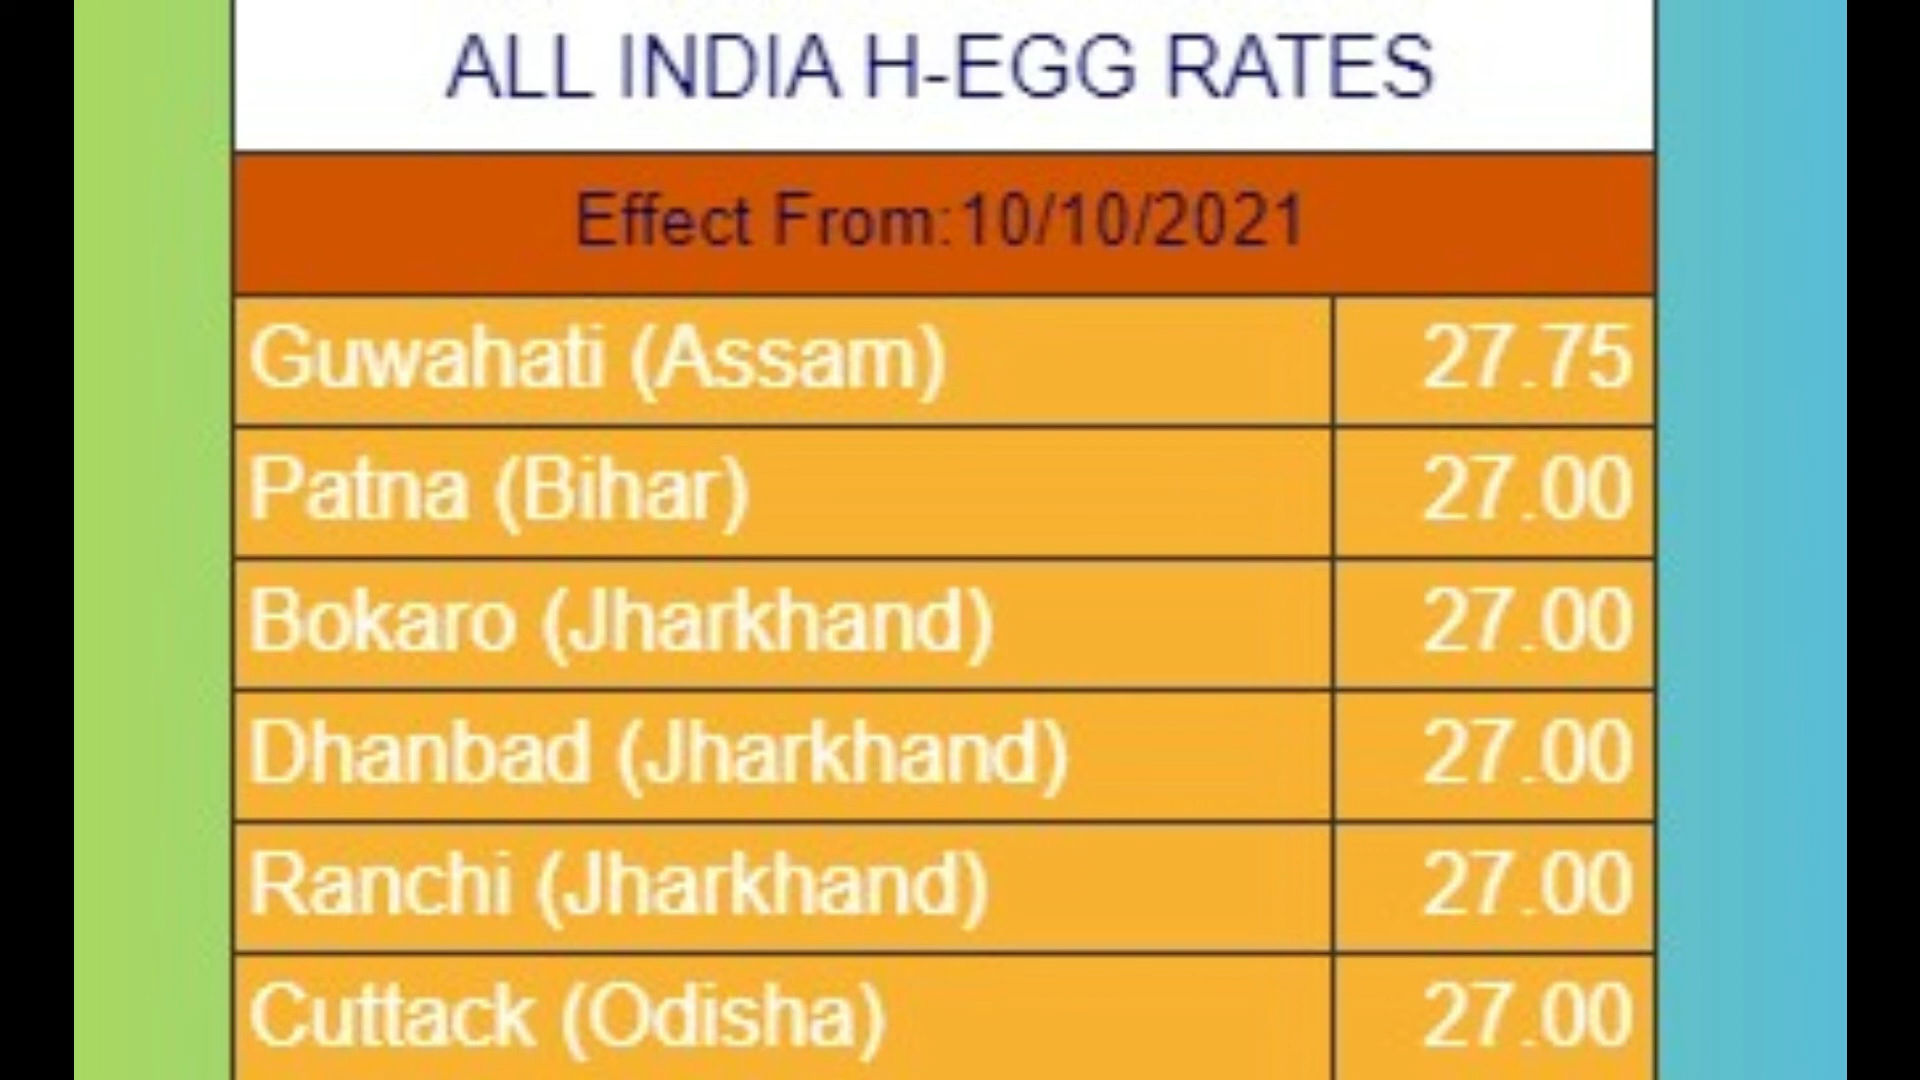 ALL INDIA H-EGG RATES
Effect From:10/10/2021
Guwahati (Assam) 27.75
Patna (Bihar) 27.00
Bokaro (Jharkhand) 27.00
Dhanbad (Jharkhand) 27.00
Ranchi (Jharkhand) 27.00
Cuttack (Odisha) 27.00